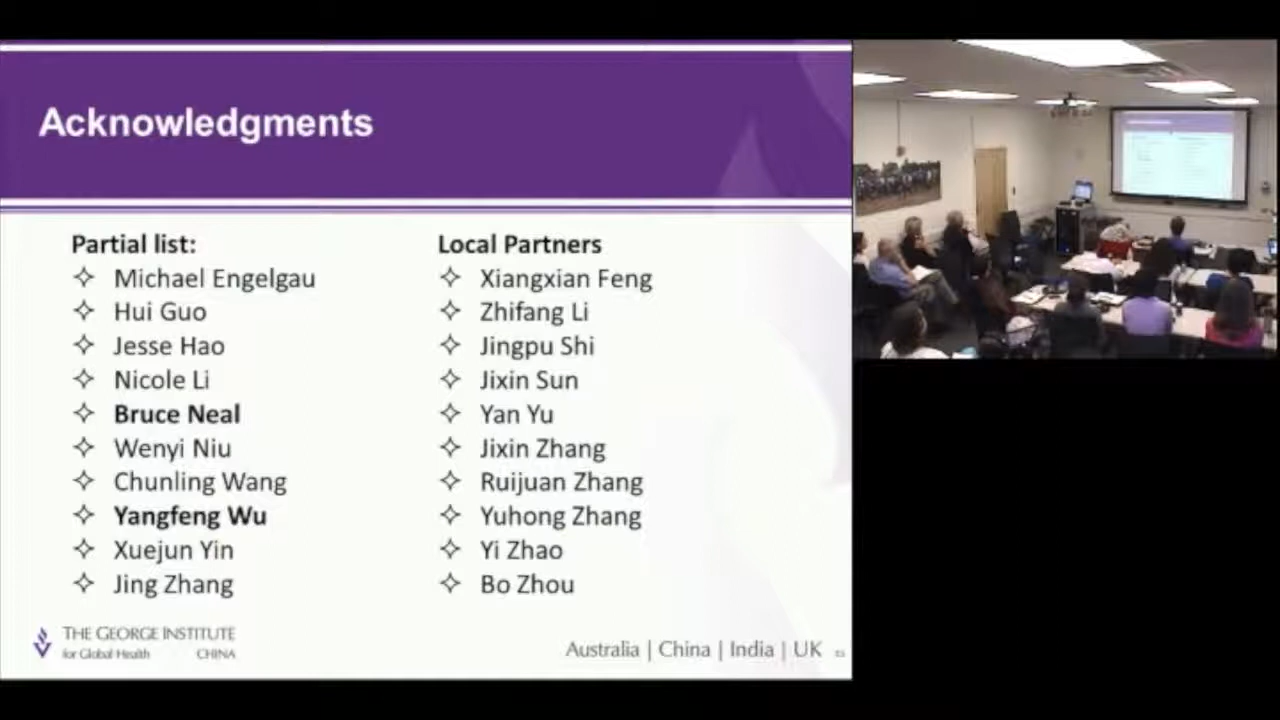 Acknowledgments
Partial list:
Michael Engelgau
Hui Guo
Jesse Hao
Nicole Li
Bruce Neal
Wenyi Niu
Chunling Wang
Yangfeng Wu
Xuejun Yin
Jing Zhang
Local Partners
Xiangxian Feng
Zhifang Li
Jingpu Shi
Jixin Sun
Yan Yu
Jixin Zhang
Ruijuan Zhang
Yuhong Zhang
Yi Zhao
Bo Zhou
THE GEORGE INSTITUTE
for Global Health CHINA
Australia | China | India | UK